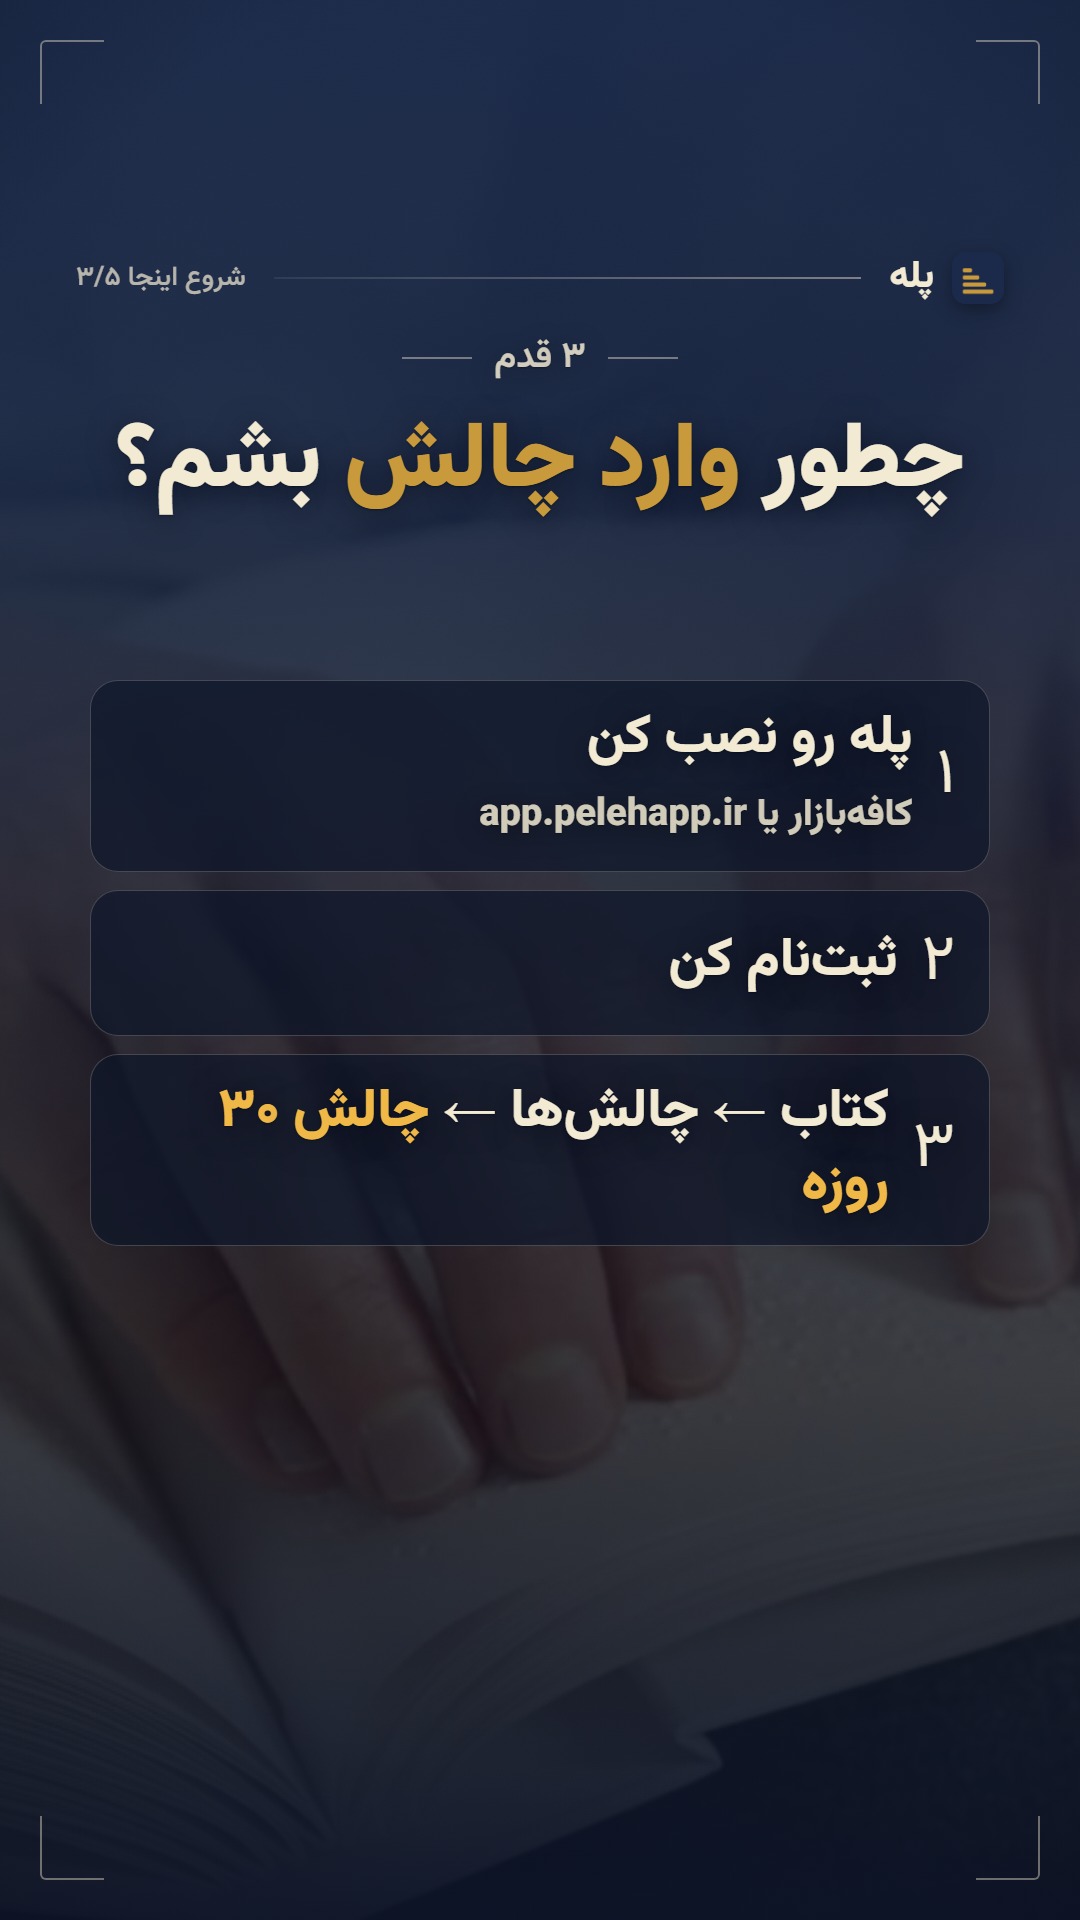 پله
شروع اینجا ۳/۵
۳ قدم
چطور وارد چالش بشم؟
۱
پله رو نصب کن
کافه‌بازار یا app.pelehapp.ir
۲
ثبت‌نام کن
۳
کتاب ← چالش‌ها ← چالش ۳۰
روزه